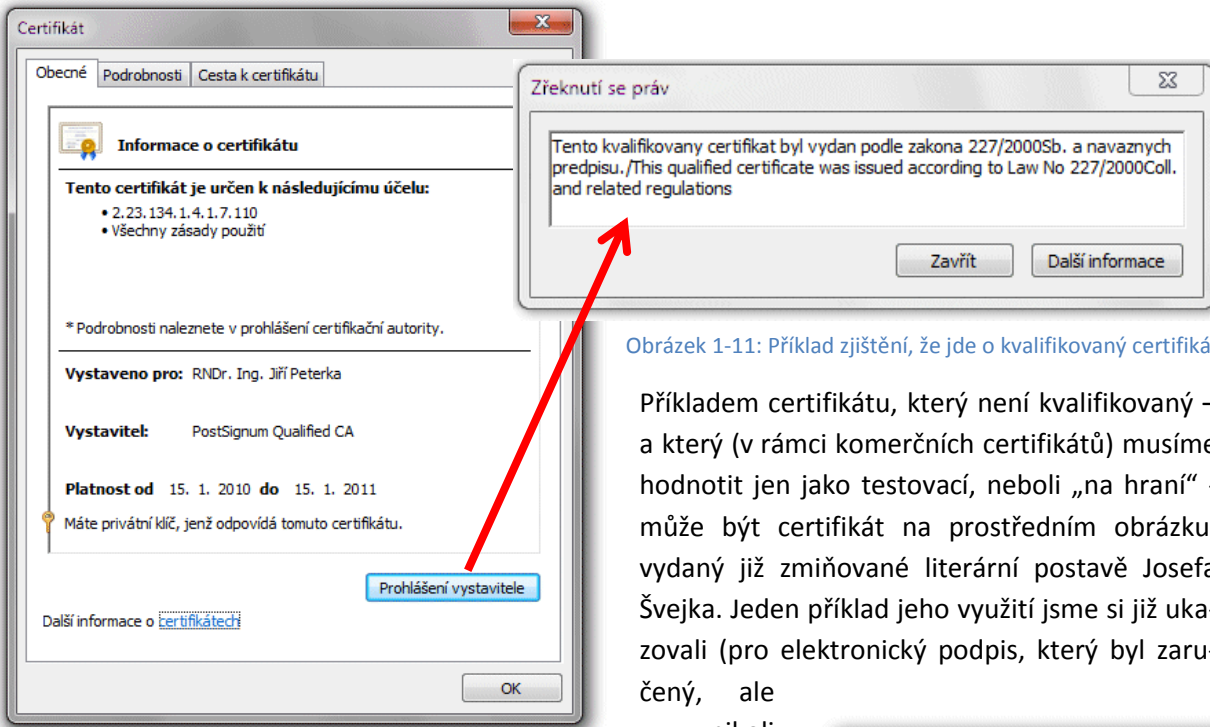 Certifikát
Obecné Podrobnosti Cesta k certifikátu
Informace o certifikátu
Tento certifikát je určen k následujícímu účelu:
• 2.23.134.1.4.1.7.110
• Všechny zásady použití
* Podrobnosti naleznete v prohlášení certifikační autority.
Vystaveno pro: RNDr. Ing. Jiří Peterka
Vystavitel: PostSignum Qualified CA
Platnost od 15. 1. 2010 do 15. 1. 2011
Máte privátní klíč, jenž odpovídá tomuto certifikátu.
Prohlášení vystavitele
Další informace o certifikátech
OK
Zřeknutí se práv
Tento kvalifikovany certifikat byl vydan podle zakona 227/2000Sb. a navaznych
predpisu./This qualified certificate was issued according to Law No 227/2000Coll.
and related regulations
Zavřít Další informace
Obrázek 1-11: Příklad zjištění, že jde o kvalifikovaný certifiká
Příkladem certifikátu, který není kvalifikovaný –
a který (v rámci komerčních certifikátů) musíme
hodnotit jen jako testovací, neboli „na hraní“ -
může být certifikát na prostředním obrázku
vydaný již zmiňované literární postavě Josefa
Švejka. Jeden příklad jeho využití jsme si již uka-
zovali (pro elektronický podpis, který byl zaru-
čený, ale